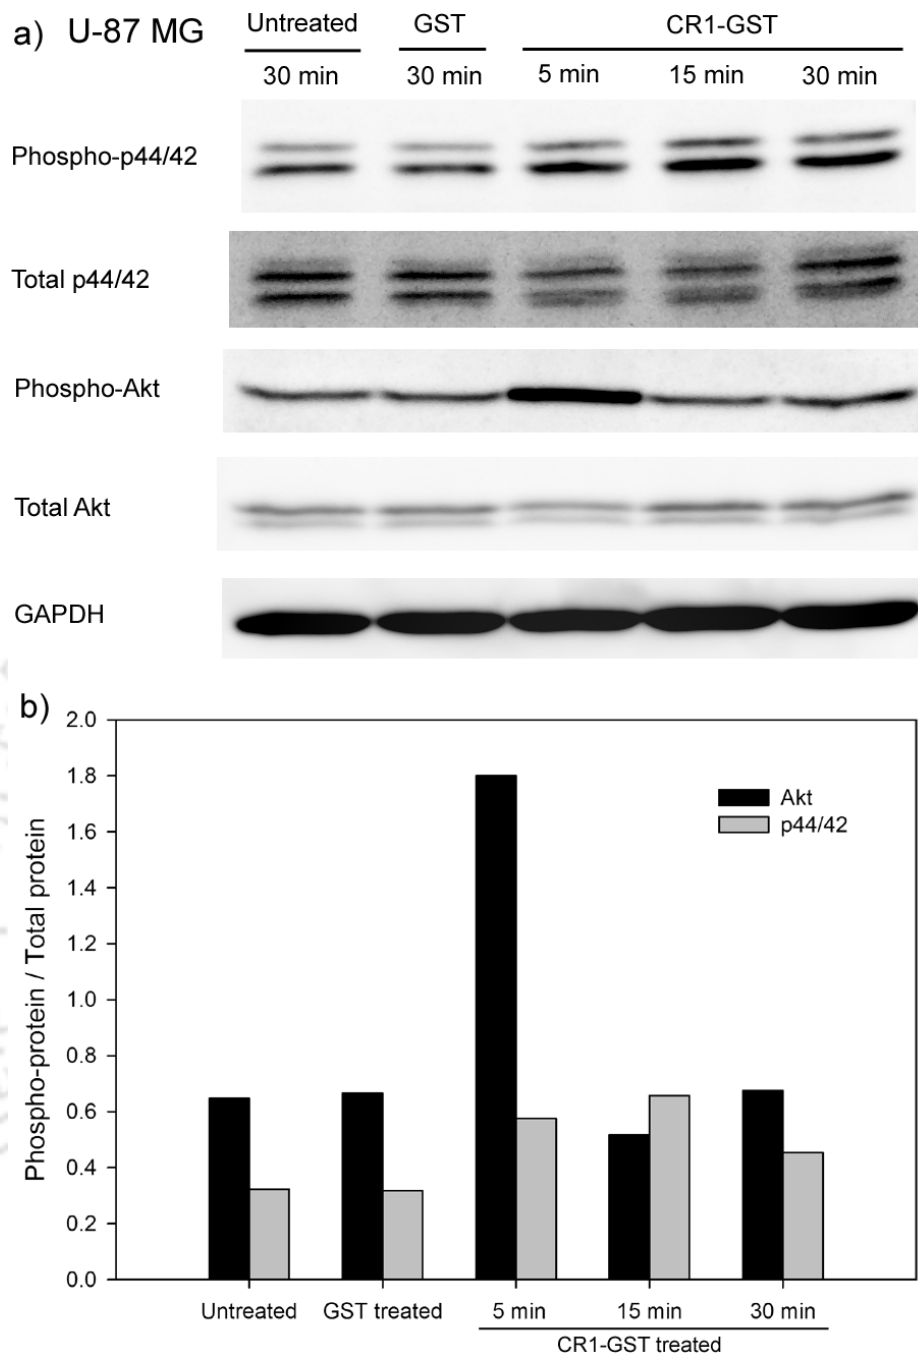 a) U-87 MG
Untreated GST CR1-GST
30 min 30 min 5 min 15 min 30 min
Phospho-p44/42
Total p44/42
Phospho-Akt
Total Akt
GAPDH
b)
2.0
1.8
1.6
1.4
1.2
1.0
0.8
0.6
0.4
0.2
0.0
Phospho-protein / Total protein
Akt
p44/42
Untreated GST treated 5 min 15 min 30 min
CR1-GST treated